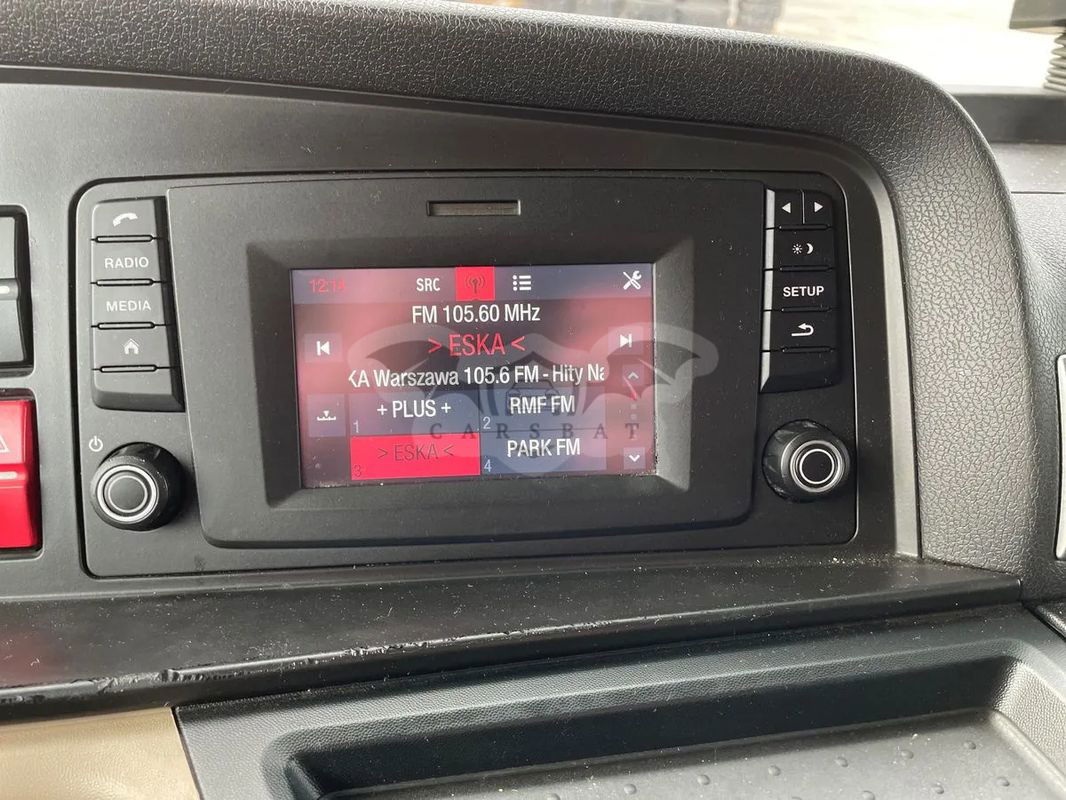 RADIO
MEDIA
12:14 SRC
FM 105.60 MHz
> ESKA <
KA Warszawa 105.6 FM - Hity Na
+ PLUS +
1
RMF FM
2
> ESKA <
3
PARK FM
4
CARSBAT
SETUP